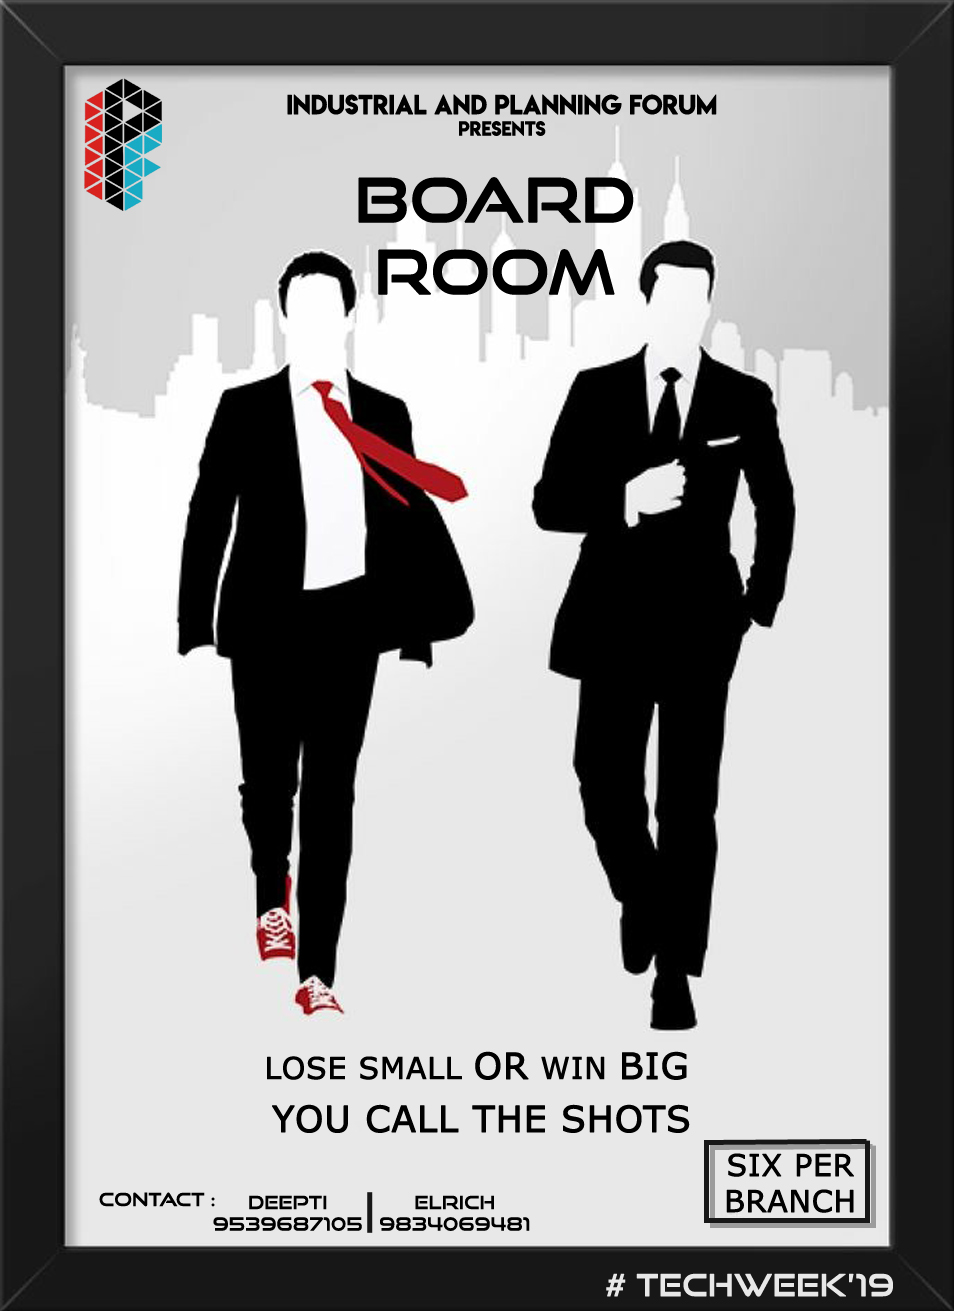 INDUSTRIAL AND PLANNING FORUM
PRESENTS
BOARD
ROOM
LOSE SMALL OR WIN BIG
YOU CALL THE SHOTS
SIX PER
BRANCH
CONTACT : DEEPTI | ELRICH
9539687105 | 9834069481
# TECHWEEK'19